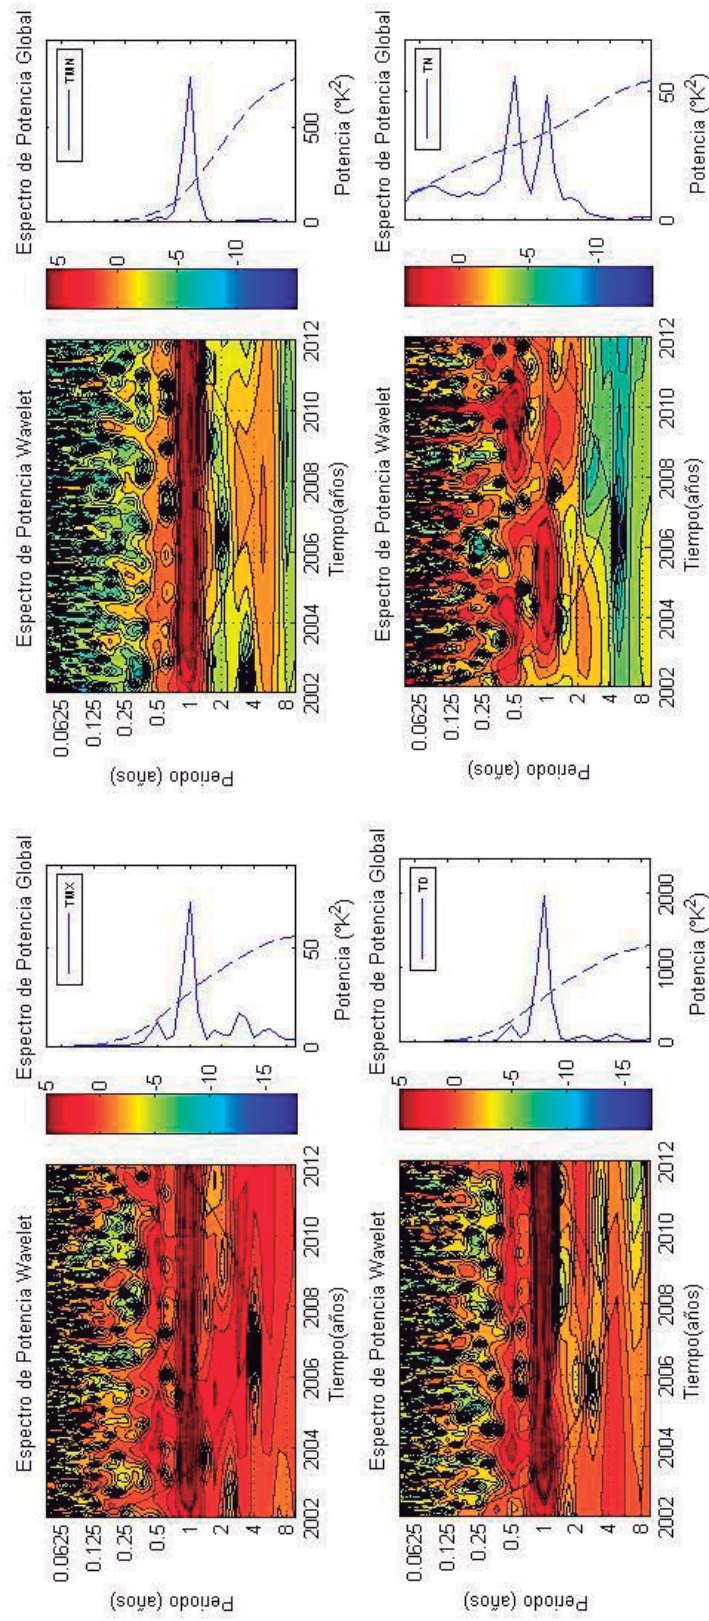 Espectro de Potencia Wavelet
Periodo (años)
0.0625
0.125
0.25
0.5
1
2
4
8
2002 2004 2006 2008 2010 2012
Tiempo(años)
5
0
-5
-10
-15
Espectro de Potencia Global
TMX
0 50
Potencia (ºK²)
Espectro de Potencia Wavelet
Periodo (años)
0.0625
0.125
0.25
0.5
1
2
4
8
2002 2004 2006 2008 2010 2012
Tiempo(años)
5
0
-5
-10
Espectro de Potencia Global
TMN
0 500
Potencia (ºK²)
Espectro de Potencia Wavelet
Periodo (años)
0.0625
0.125
0.25
0.5
1
2
4
8
2002 2004 2006 2008 2010 2012
Tiempo(años)
5
0
-5
-10
-15
Espectro de Potencia Global
TD
0 1000 2000
Potencia (ºK²)
Espectro de Potencia Wavelet
Periodo (años)
0.0625
0.125
0.25
0.5
1
2
4
8
2002 2004 2006 2008 2010 2012
Tiempo(años)
0
-5
-10
Espectro de Potencia Global
TN
0 50
Potencia (ºK²)